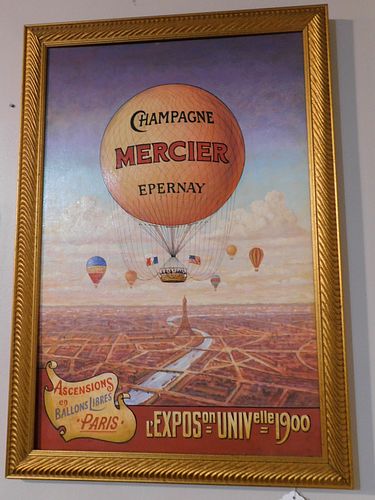 CHAMPAGNE
MERCIER
EPERNAY
ASCENSIONS
en
BALLONS LIBRES
·PARIS·
L'EXPOSon UNIVelle 1900